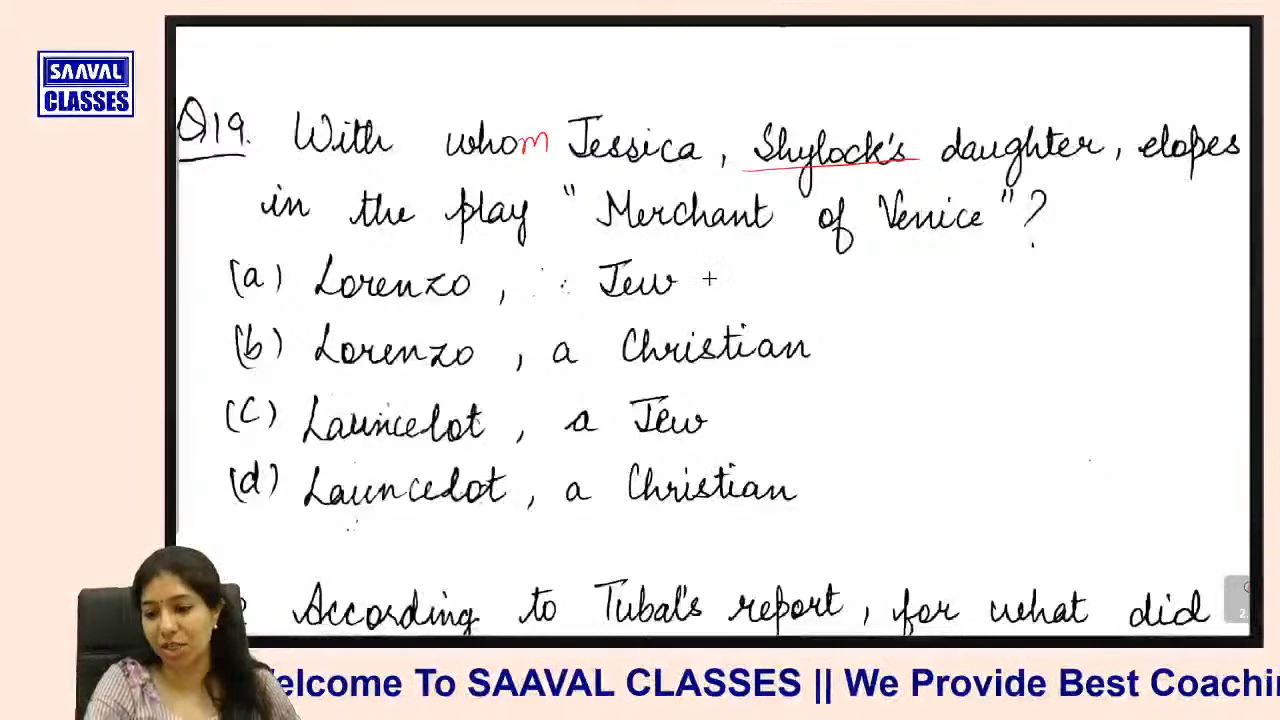 SAAVAL
CLASSES
Q19. With whom Jessica, Shylock's daughter, elopes
in the play "Merchant of Venice"?
(a) Lorenzo, Jew +
(b) Lorenzo, a Christian
(c) Launcelot, a Jew
(d) Launcelot, a Christian
According to Tubal's report, for what did
elcome To SAAVAL CLASSES || We Provide Best Coachi